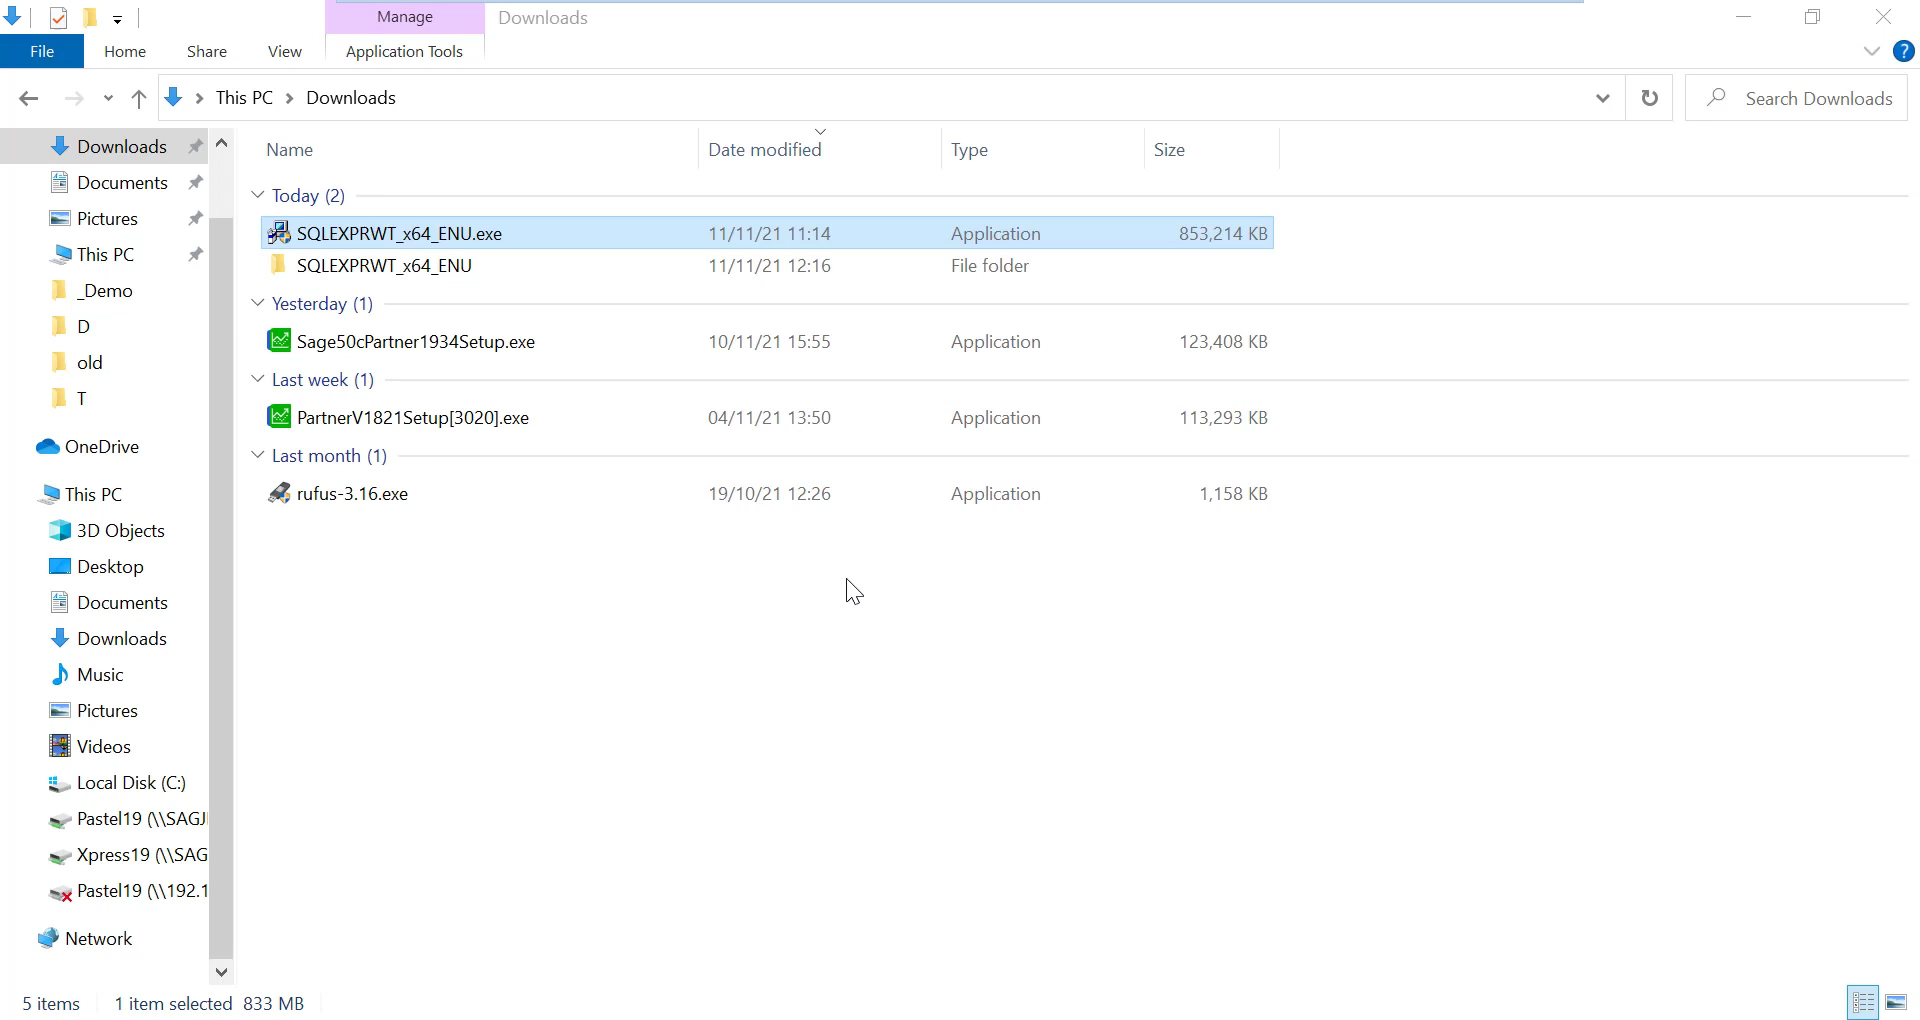 Manage
Downloads
File
Home
Share
View
Application Tools
?
This PC
Downloads
Search Downloads
Downloads
Documents
Pictures
This PC
_Demo
D
old
T
OneDrive
This PC
3D Objects
Desktop
Documents
Downloads
Music
Pictures
Videos
Local Disk (C:)
Pastel19 (\\SAGJ
Xpress19 (\\SAG
Pastel19 (\\192.1
Network
Name Date modified Type Size
Today (2)
SQLEXPRWT_x64_ENU.exe 11/11/21 11:14 Application 853,214 KB
SQLEXPRWT_x64_ENU 11/11/21 12:16 File folder
Yesterday (1)
Sage50cPartner1934Setup.exe 10/11/21 15:55 Application 123,408 KB
Last week (1)
PartnerV1821Setup[3020].exe 04/11/21 13:50 Application 113,293 KB
Last month (1)
rufus-3.16.exe 19/10/21 12:26 Application 1,158 KB
5 items 1 item selected 833 MB